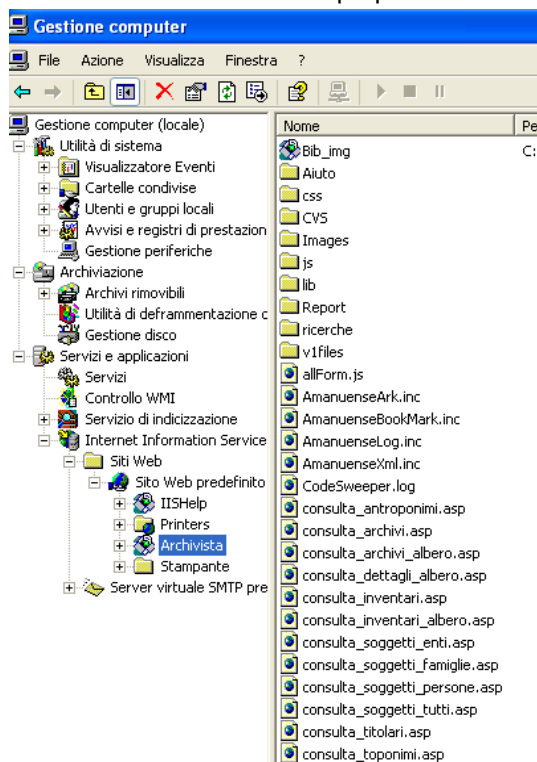 Gestione computer
File Azione Visualizza Finestra ?
Gestione computer (locale)
Utilità di sistema
Visualizzatore Eventi
Cartelle condivise
Utenti e gruppi locali
Avvisi e registri di prestazion
Gestione periferiche
Archiviazione
Archivi rimovibili
Utilità di deframmentazione c
Gestione disco
Servizi e applicazioni
Servizi
Controllo WMI
Servizio di indicizzazione
Internet Information Service
Siti Web
Sito Web predefinito
IISHelp
Printers
Archivista
Stampante
Server virtuale SMTP pre
Nome Pe
Bib_img C:
Aiuto
css
CVS
Images
js
lib
Report
ricerche
v1files
allForm.js
AmanuenseArk.inc
AmanuenseBookMark.inc
AmanuenseLog.inc
AmanuenseXml.inc
CodeSweeper.log
consulta_antroponimi.asp
consulta_archivi.asp
consulta_archivi_albero.asp
consulta_dettagli_albero.asp
consulta_inventari.asp
consulta_inventari_albero.asp
consulta_soggetti_enti.asp
consulta_soggetti_famiglie.asp
consulta_soggetti_persone.asp
consulta_soggetti_tutti.asp
consulta_titolari.asp
consulta_toponimi.asp